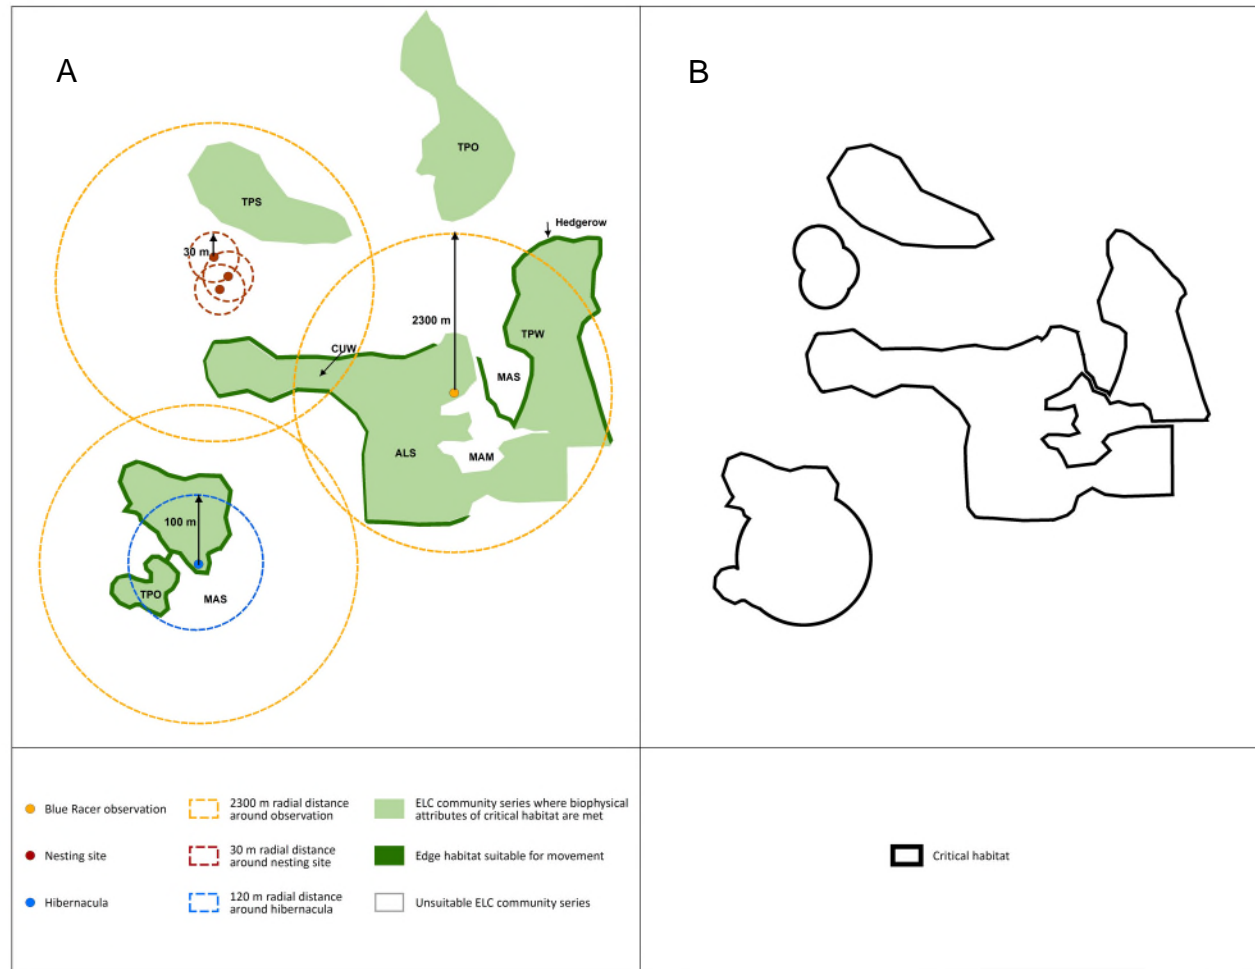 A
B
TPO
TPS
Hedgerow
30 m
2300 m
TPW
CUW
MAS
ALS
MAM
100 m
TPO
MAS
Blue Racer observation
2300 m radial distance
around observation
ELC community series where biophysical
attributes of critical habitat are met
Nesting site
30 m radial distance
around nesting site
Edge habitat suitable for movement
Critical habitat
Hibernacula
120 m radial distance
around hibernacula
Unsuitable ELC community series